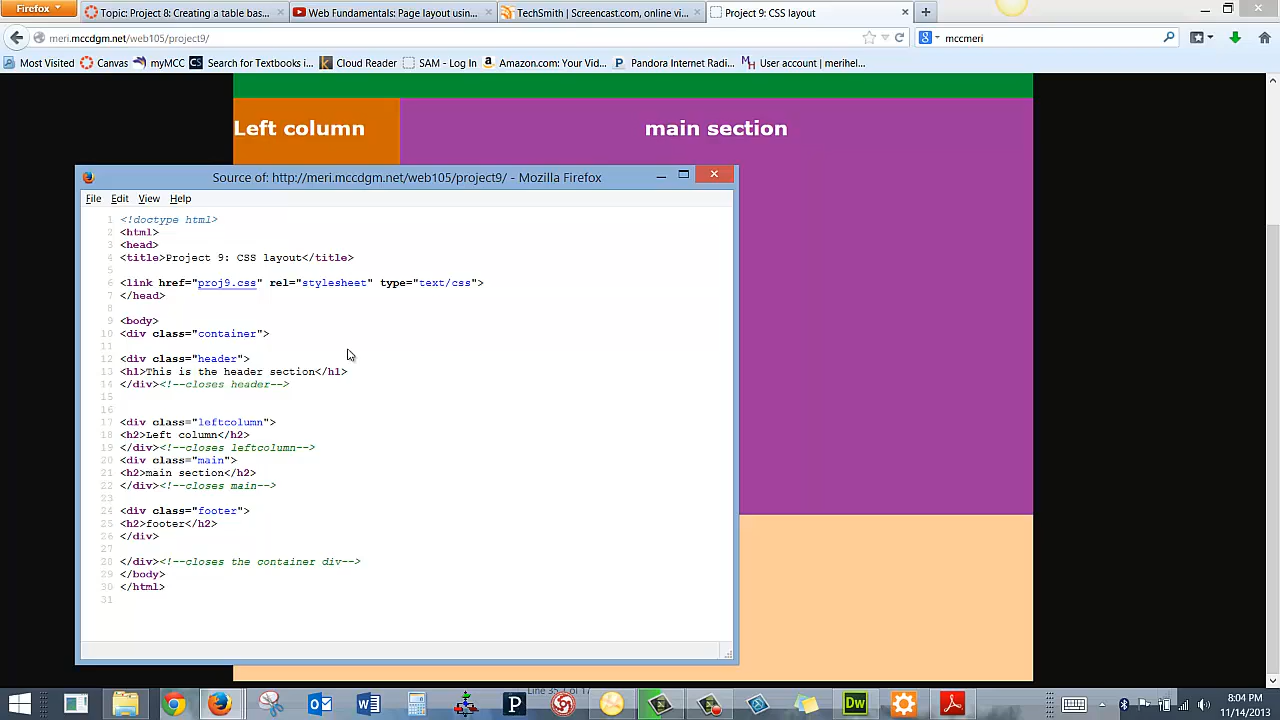 Firefox
Topic: Project 8: Creating a table bas...
Web Fundamentals: Page layout usin...
TechSmith | Screencast.com, online vi...
Project 9: CSS layout
meri.mccdgm.net/web105/project9/
mccmeri
Most Visited
Canvas
myMCC
Search for Textbooks i...
Cloud Reader
SAM - Log In
Amazon.com: Your Vid...
Pandora Internet Radi...
User account | merihel...
Left column
main section
Source of: http://meri.mccdgm.net/web105/project9/ - Mozilla Firefox
File Edit View Help
1 <!doctype html>
2 <html>
3 <head>
4 <title>Project 9: CSS layout</title>
5
6 <link href="proj9.css" rel="stylesheet" type="text/css">
7 </head>
8
9 <body>
10 <div class="container">
11
12 <div class="header">
13 <h1>This is the header section</h1>
14 </div><!--closes header-->
15
16
17 <div class="leftcolumn">
18 <h2>Left column</h2>
19 </div><!--closes leftcolumn-->
20 <div class="main">
21 <h2>main section</h2>
22 </div><!--closes main-->
23
24 <div class="footer">
25 <h2>footer</h2>
26 </div>
27
28 </div><!--closes the container div-->
29 </body>
30 </html>
31
8:04 PM
11/14/2013